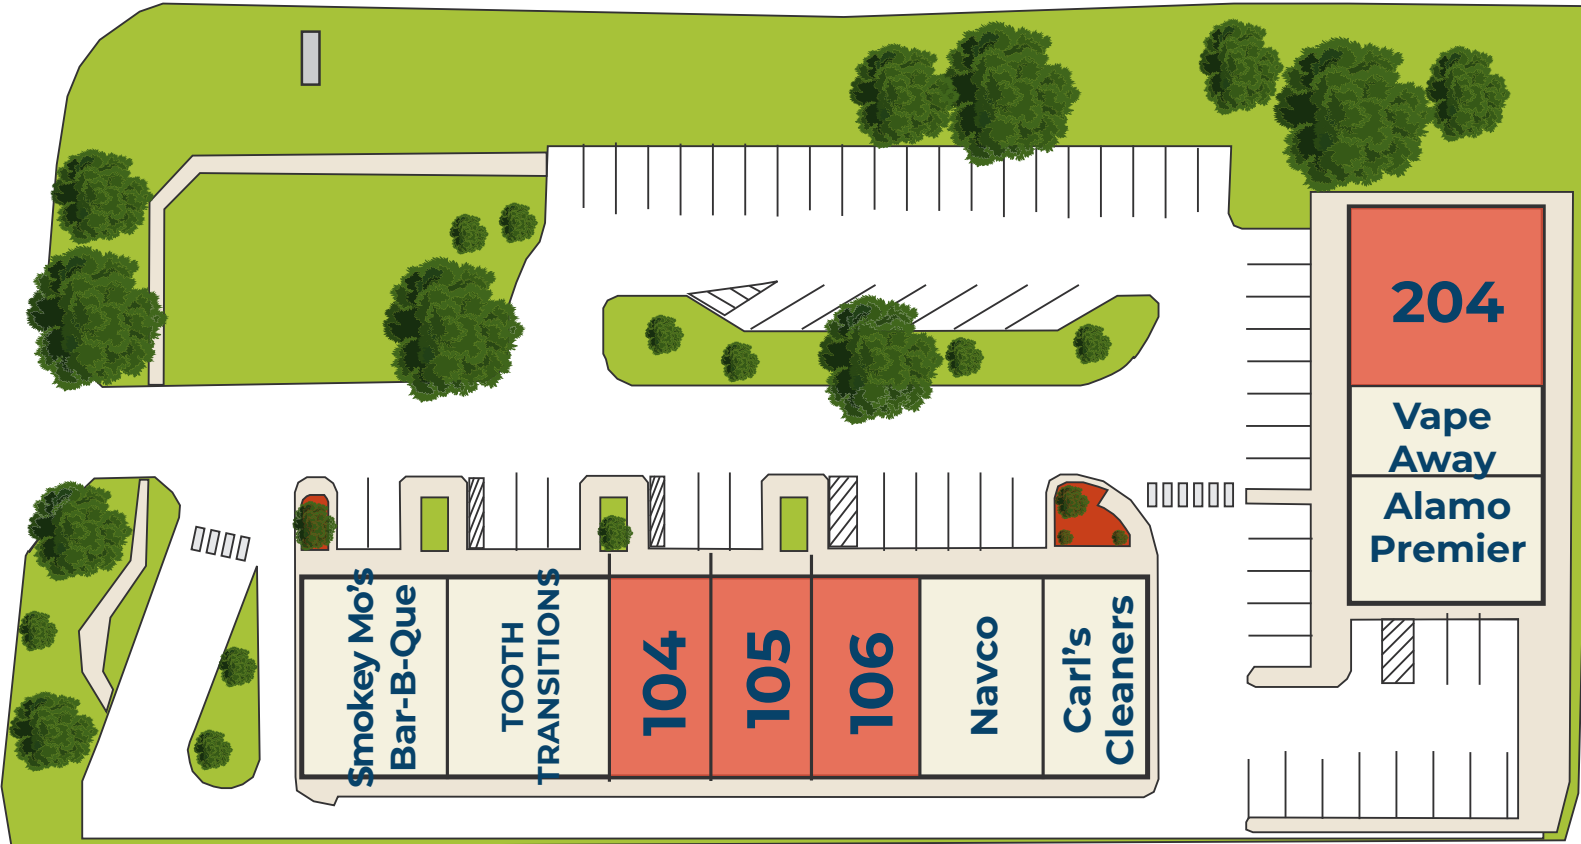 204
Vape
Away
Alamo
Premier
Smokey Mo's
Bar-B-Que
TOOTH
TRANSITIONS
104
105
106
Navco
Carl's
Cleaners